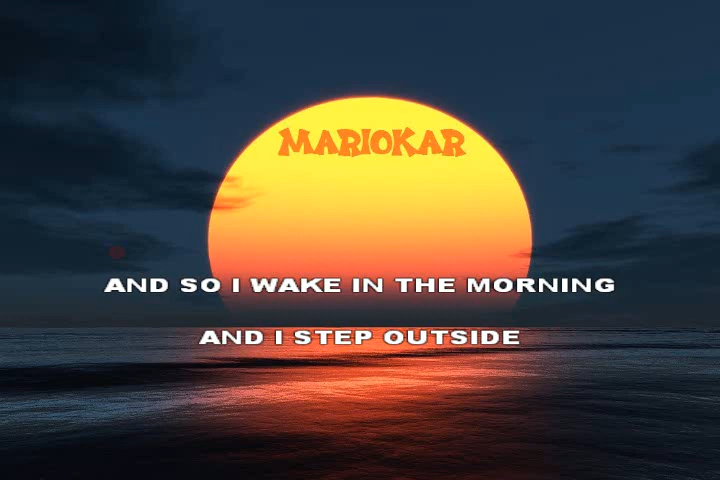 MARIOKAR
AND SO I WAKE IN THE MORNING
AND I STEP OUTSIDE